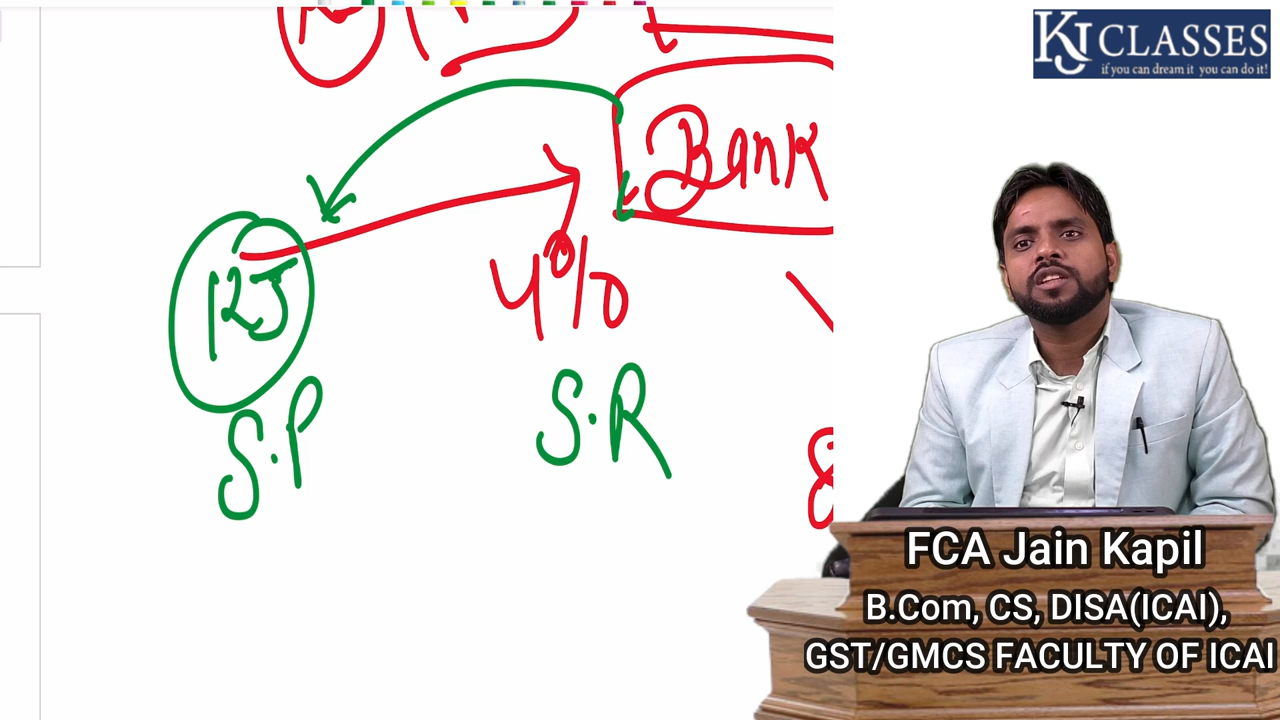 KJ CLASSES
if you can dream it you can do it!
Bank
KJ
4%
S.P
S.R
8
FCA Jain Kapil
B.Com, CS, DISA(ICAI),
GST/GMCS FACULTY OF ICAI